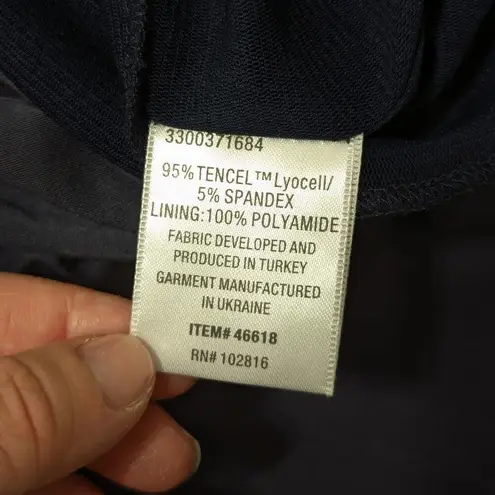 3300371684
95% TENCEL™ Lyocell/
5% SPANDEX
LINING:100% POLYAMIDE
FABRIC DEVELOPED AND
PRODUCED IN TURKEY
GARMENT MANUFACTURED
IN UKRAINE
ITEM# 46618
RN# 102816